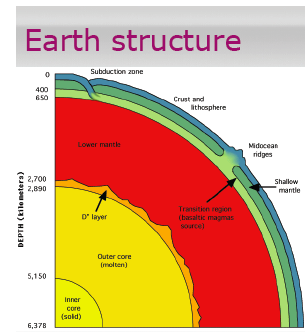 Earth structure
Subduction zone
0
400
650
Crust and
lithosphere
Midocean
ridges
Lower mantle
2,700
2,890
Shallow
mantle
Transition region
(basaltic magmas
source)
D" layer
DEPTH (kilometers)
Outer core
(molten)
5,150
Inner
core
(solid)
6,378